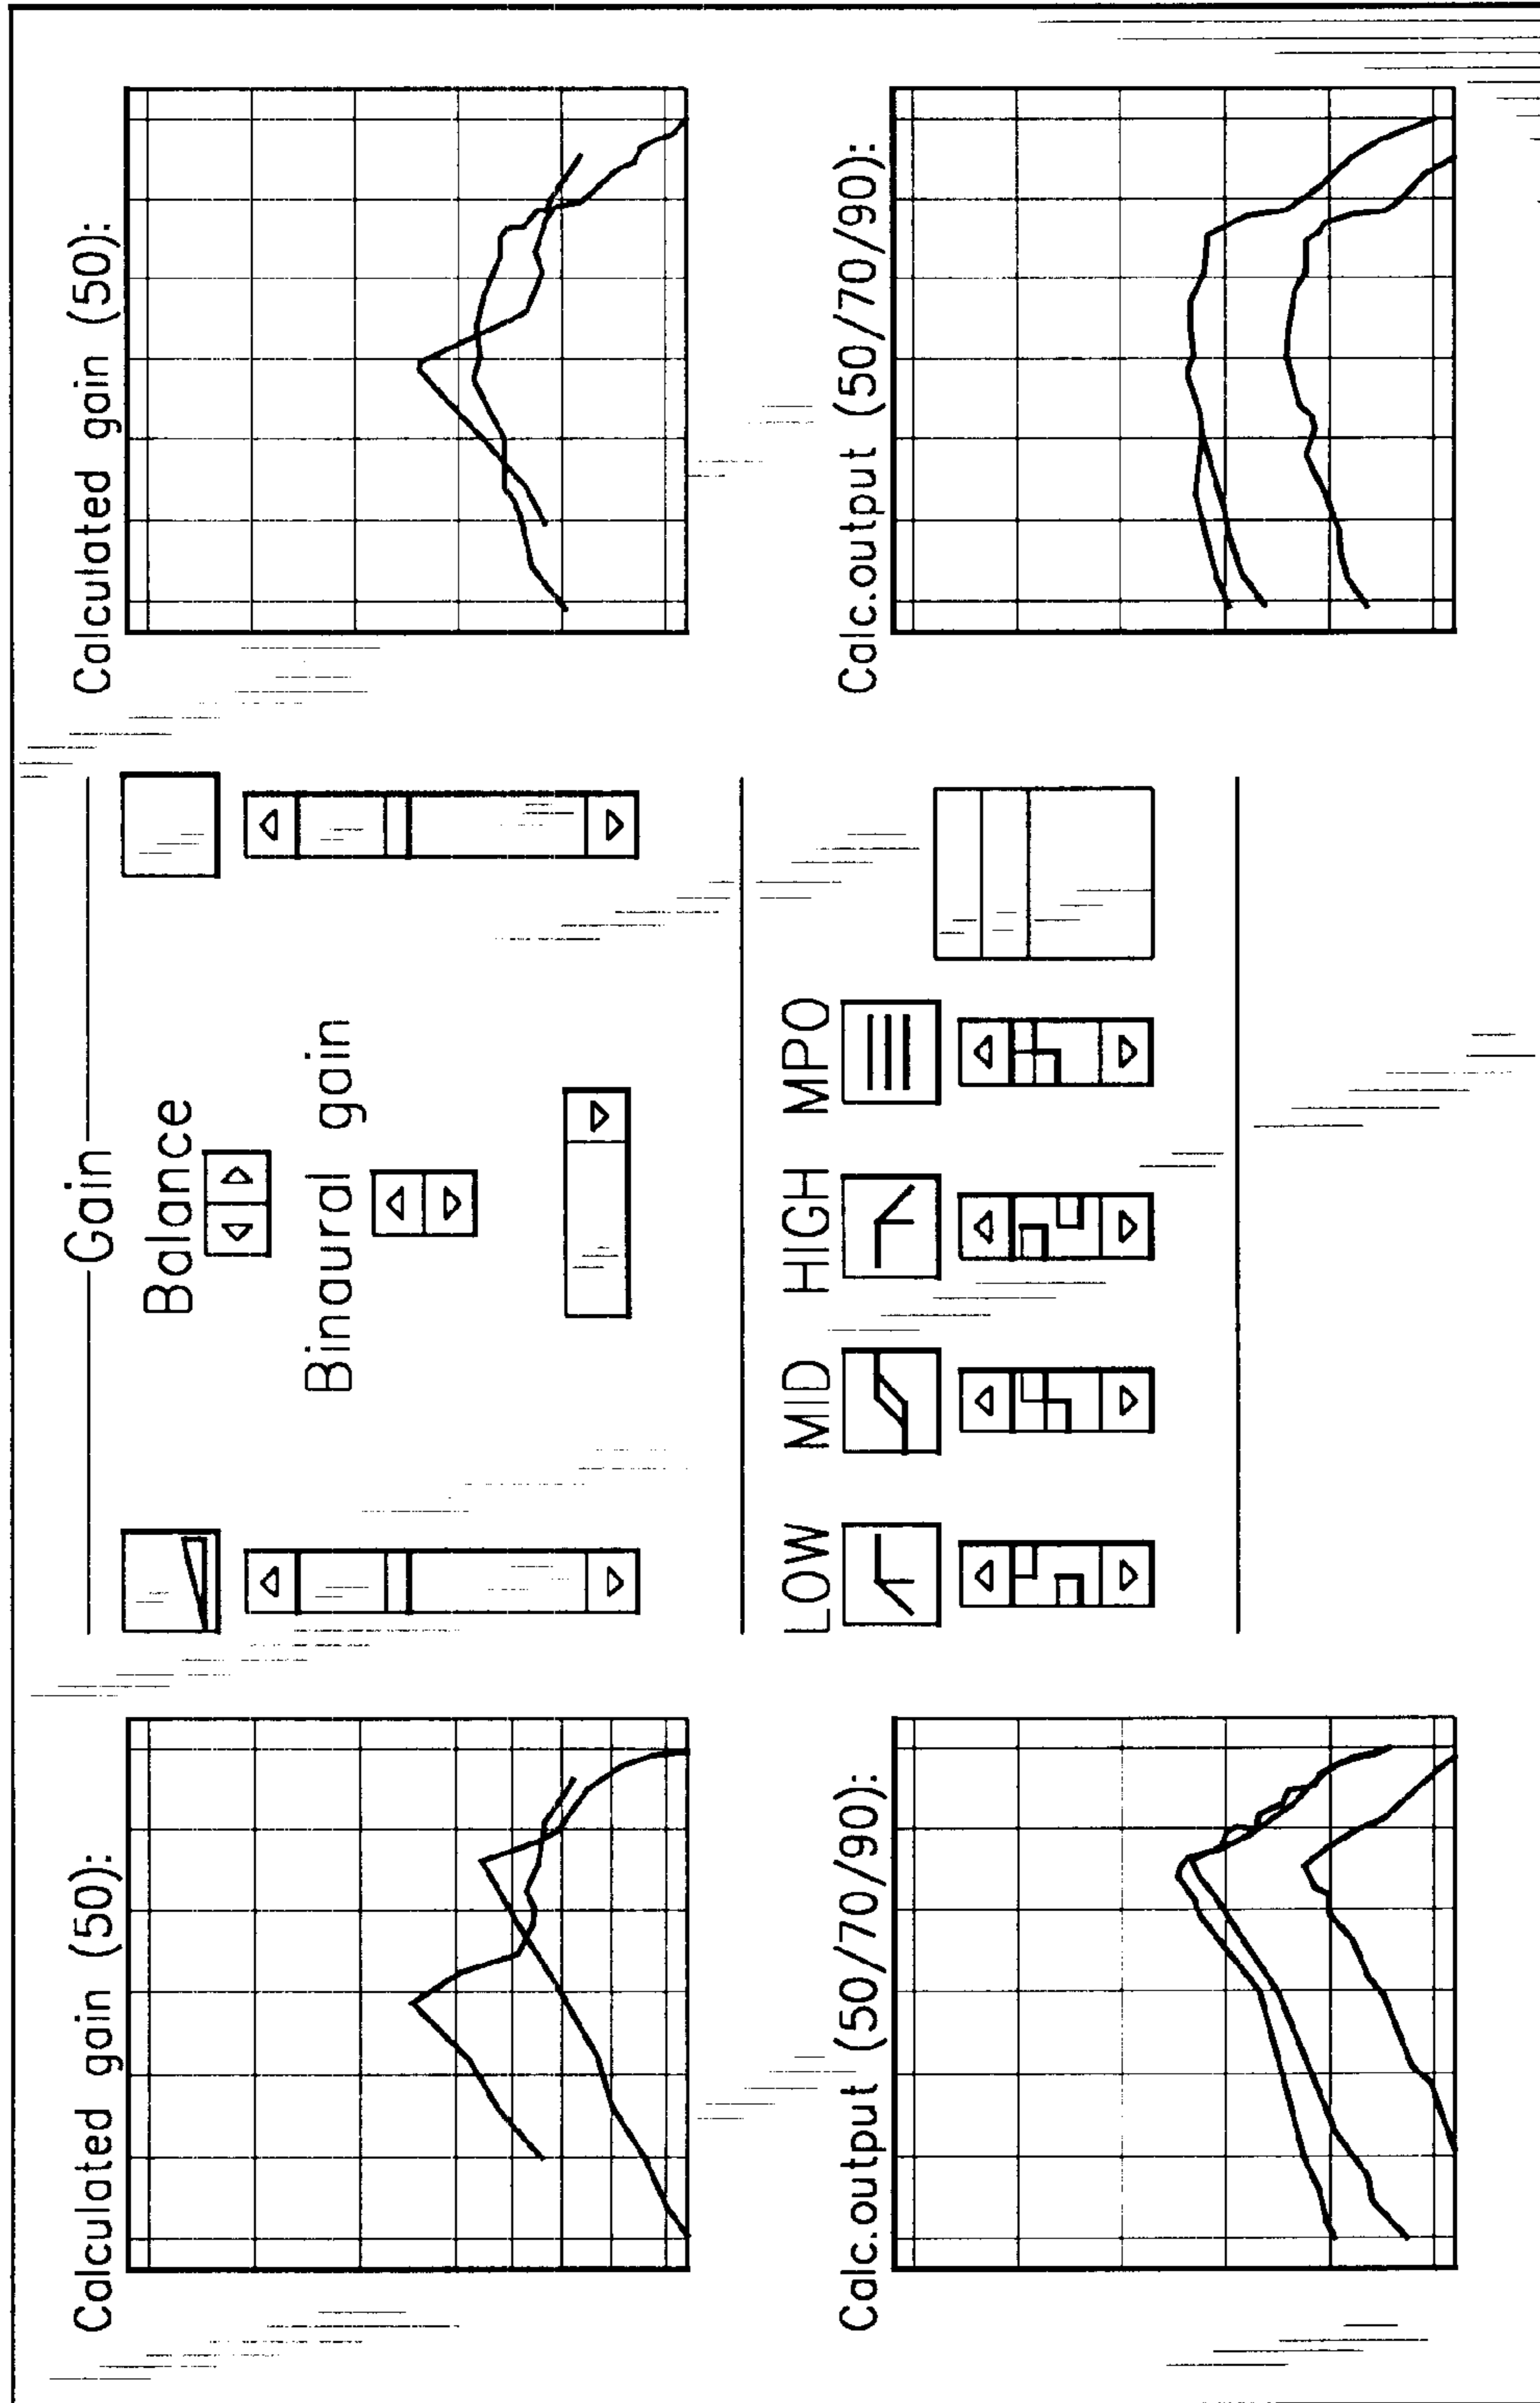 Calculated gain (50):
Gain
Balance
Binaural gain
Calculated gain (50):
Calc.output (50/70/90):
LOW MID HIGH MPO
Calc.output (50/70/90):